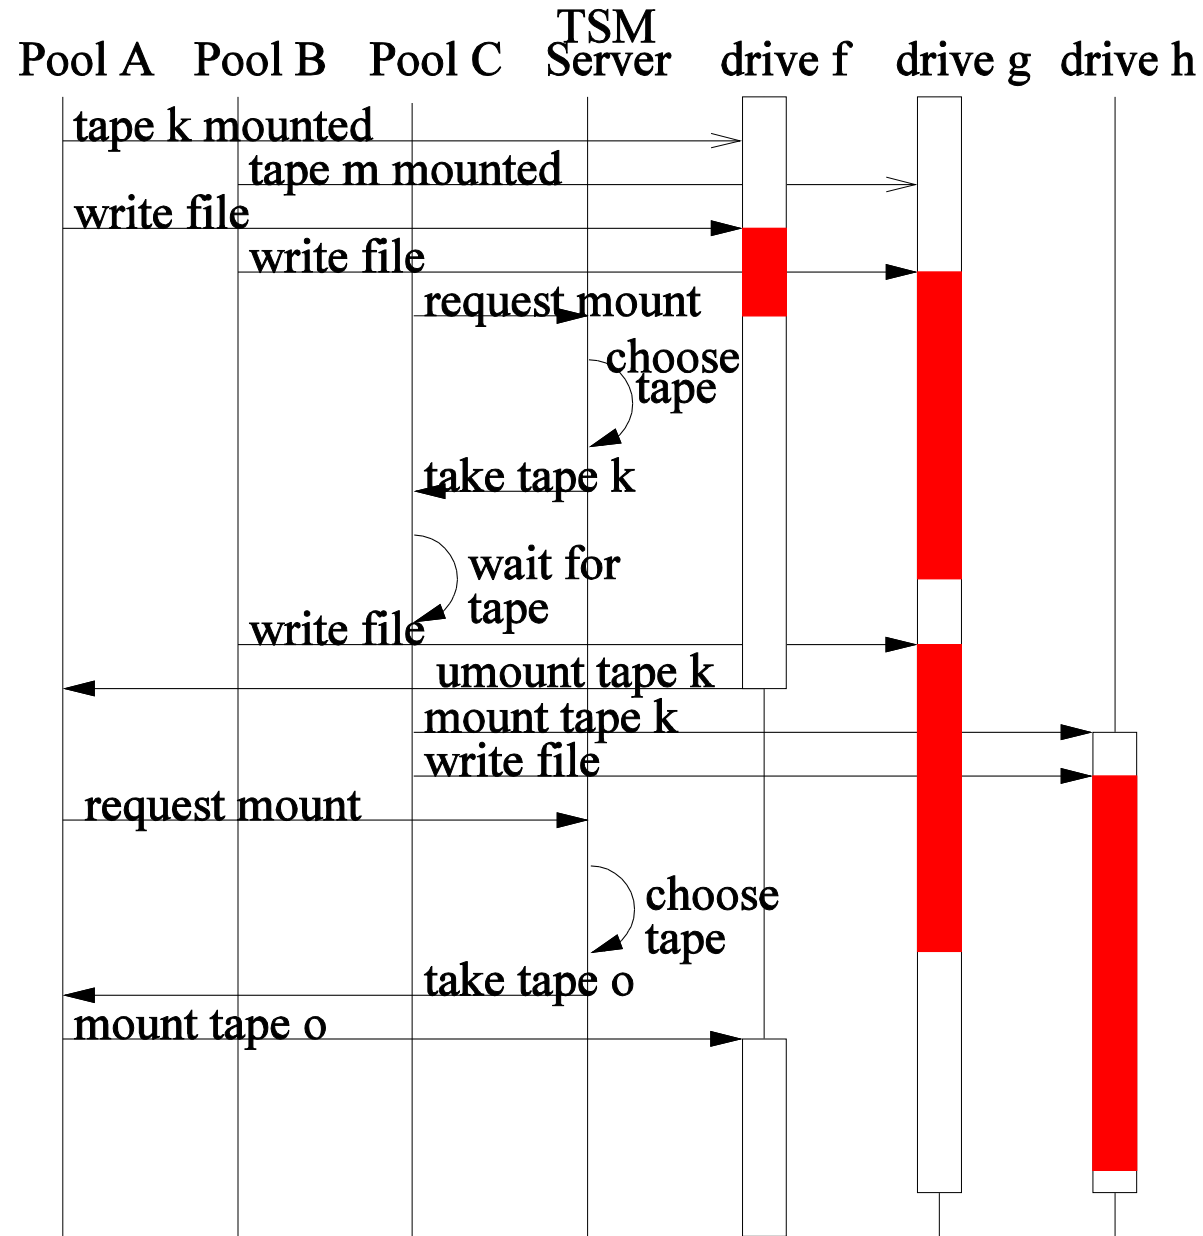 TSM
Pool A Pool B Pool C Server drive f drive g drive h
tape k mounted
tape m mounted
write file
write file
request mount
choose
tape
take tape k
wait for
tape
write file
umount tape k
mount tape k
write file
request mount
choose
tape
take tape o
mount tape o